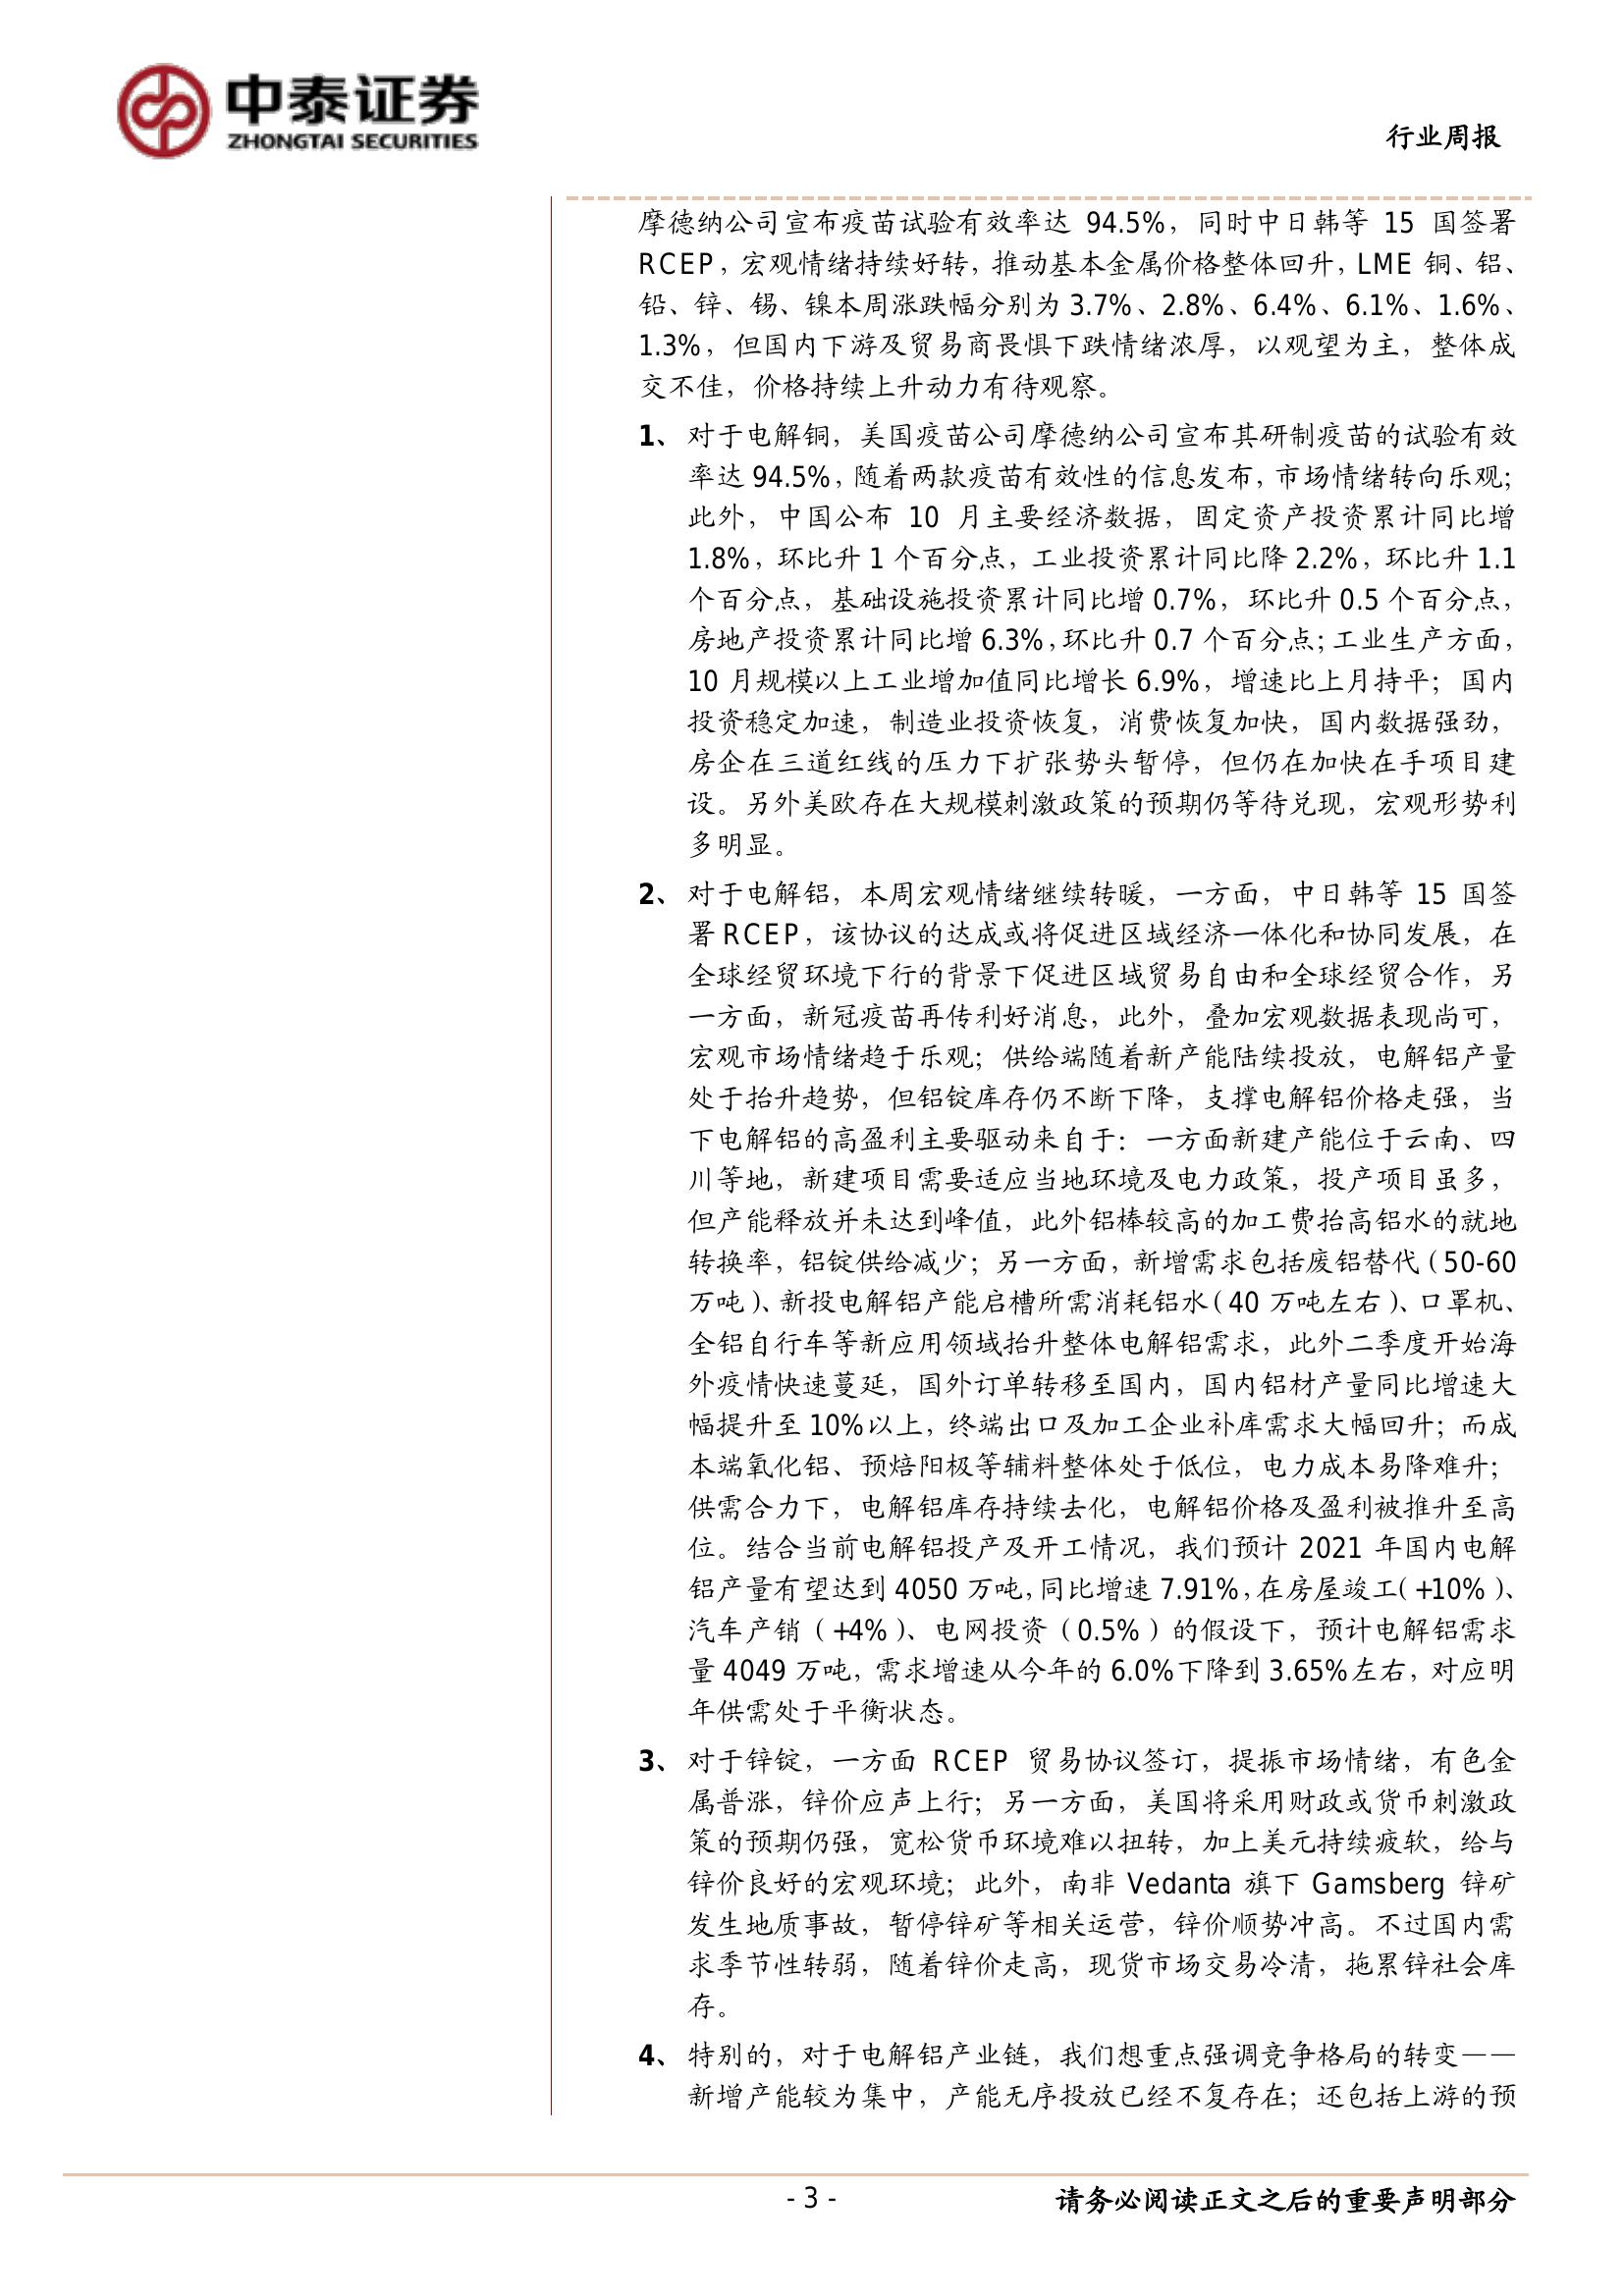 中泰证券
ZHONGTAI SECURITIES
行业周报
摩德纳公司宣布疫苗试验有效率达 94.5%，同时中日韩等 15 国签署
RCEP，宏观情绪持续好转，推动基本金属价格整体回升，LME 铜、铝、
铅、锌、锡、镍本周涨跌幅分别为 3.7%、2.8%、6.4%、6.1%、1.6%、
1.3%，但国内下游及贸易商畏惧下跌情绪浓厚，以观望为主，整体成
交不佳，价格持续上升动力有待观察。
1、 对于电解铜，美国疫苗公司摩德纳公司宣布其研制疫苗的试验有效
率达 94.5%，随着两款疫苗有效性的信息发布，市场情绪转向乐观；
此外，中国公布 10 月主要经济数据，固定资产投资累计同比增
1.8%，环比升 1 个百分点，工业投资累计同比降 2.2%，环比升 1.1
个百分点，基础设施投资累计同比增 0.7%，环比升 0.5 个百分点，
房地产投资累计同比增 6.3%，环比升 0.7 个百分点；工业生产方面，
10 月规模以上工业增加值同比增长 6.9%，增速比上月持平；国内
投资稳定加速，制造业投资恢复，消费恢复加快，国内数据强劲，
房企在三道红线的压力下扩张势头暂停，但仍在加快在手项目建
设。另外美欧存在大规模刺激政策的预期仍等待兑现，宏观形势利
多明显。
2、 对于电解铝，本周宏观情绪继续转暖，一方面，中日韩等 15 国签
署 RCEP，该协议的达成或将促进区域经济一体化和协同发展，在
全球经贸环境下行的背景下促进区域贸易自由和全球经贸合作，另
一方面，新冠疫苗再传利好消息，此外，叠加宏观数据表现尚可，
宏观市场情绪趋于乐观；供给端随着新产能陆续投放，电解铝产量
处于抬升趋势，但铝锭库存仍不断下降，支撑电解铝价格走强，当
下电解铝的高盈利主要驱动来自于：一方面新建产能位于云南、四
川等地，新建项目需要适应当地环境及电力政策，投产项目虽多，
但产能释放并未达到峰值，此外铝棒较高的加工费抬高铝水的就地
转换率，铝锭供给减少；另一方面，新增需求包括废铝替代（50-60
万吨）、新投电解铝产能启槽所需消耗铝水（40 万吨左右）、口罩机、
全铝自行车等新应用领域抬升整体电解铝需求，此外二季度开始海
外疫情快速蔓延，国外订单转移至国内，国内铝材产量同比增速大
幅提升至 10%以上，终端出口及加工企业补库需求大幅回升；而成
本端氧化铝、预焙阳极等辅料整体处于低位，电力成本易降难升；
供需合力下，电解铝库存持续去化，电解铝价格及盈利被推升至高
位。结合当前电解铝投产及开工情况，我们预计 2021 年国内电解
铝产量有望达到 4050 万吨，同比增速 7.91%，在房屋竣工（+10%）、
汽车产销（+4%）、电网投资（0.5%）的假设下，预计电解铝需求
量 4049 万吨，需求增速从今年的 6.0%下降到 3.65%左右，对应明
年供需处于平衡状态。
3、 对于锌锭，一方面 RCEP 贸易协议签订，提振市场情绪，有色金
属普涨，锌价应声上行；另一方面，美国将采用财政或货币刺激政
策的预期仍强，宽松货币环境难以扭转，加上美元持续疲软，给与
锌价良好的宏观环境；此外，南非 Vedanta 旗下 Gamsberg 锌矿
发生地质事故，暂停锌矿等相关运营，锌价顺势冲高。不过国内需
求季节性转弱，随着锌价走高，现货市场交易冷清，拖累锌社会库
存。
4、 特别的，对于电解铝产业链，我们想重点强调竞争格局的转变——
新增产能较为集中，产能无序投放已经不复存在；还包括上游的预
- 3 -
请务必阅读正文之后的重要声明部分